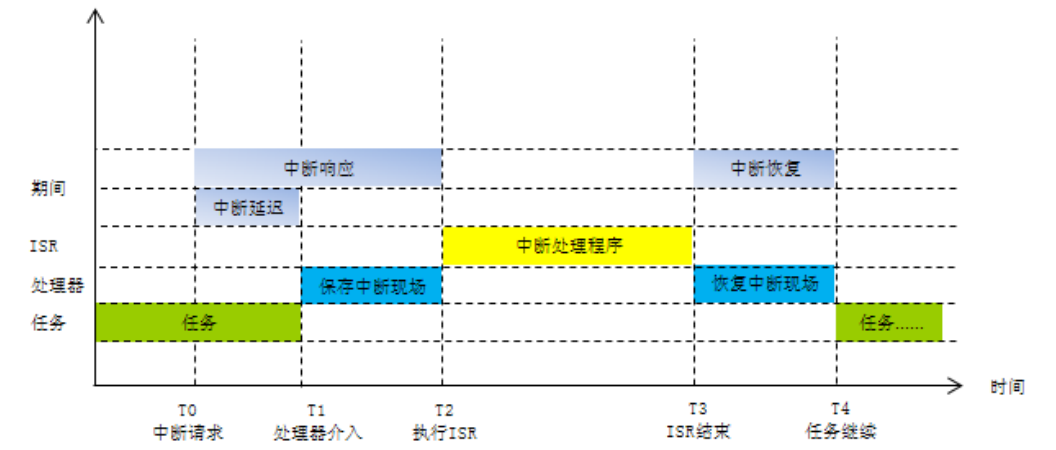 中断响应
中断恢复
期间
中断延迟
ISR
中断处理程序
处理器
保存中断现场
恢复中断现场
任务
任务
任务……
时间
T0
T1
T2
T3
T4
中断请求
处理器介入
执行ISR
ISR结束
任务继续